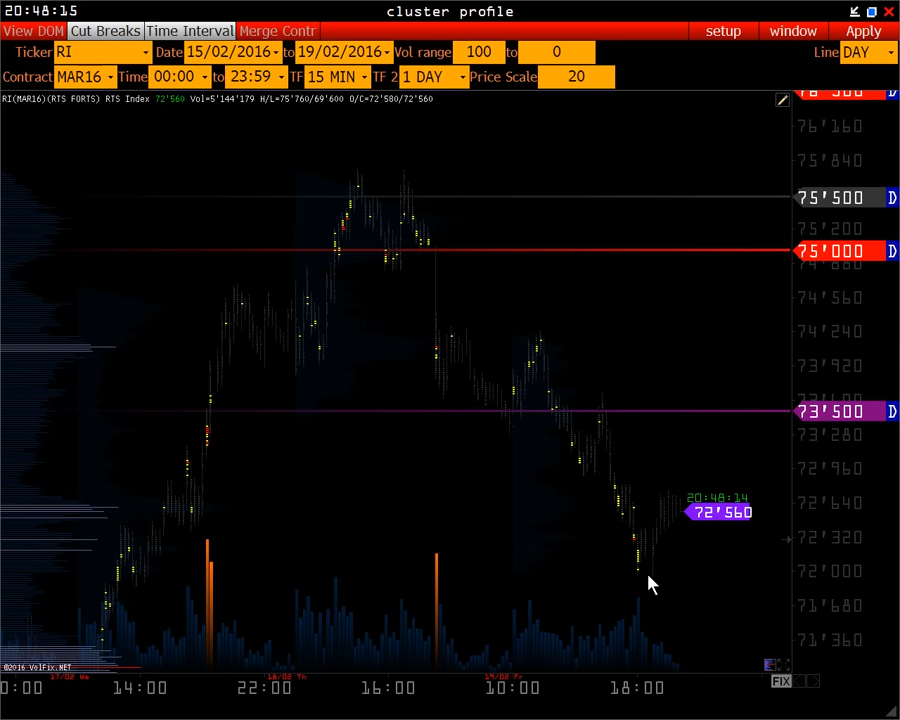 20:48:15 cluster profile
View DOM Cut Breaks Time Interval Merge Contr setup window Apply
Ticker RI Date 15/02/2016 to 19/02/2016 Vol range 100 to 0 Line DAY
Contract MAR16 Time 00:00 to 23:59 TF 15 MIN TF 2 1 DAY Price Scale 20
RI(MAR16)(RTS FORTS) RTS Index 72'560 Vol=5'144'179 H/L=75'760/69'600 O/C=72'580/72'560
D
76'160
75'840
75'500 D
75'200
75'000 D
74'560
74'240
73'920
73'500 D
73'280
72'960
20:48:14
72'640
72'560
72'320
72'000
71'680
71'360
©2016 VolFix.NET
17/02 We 18/02 Th 19/02 Fr
0:00 14:00 22:00 16:00 10:00 18:00 FIX